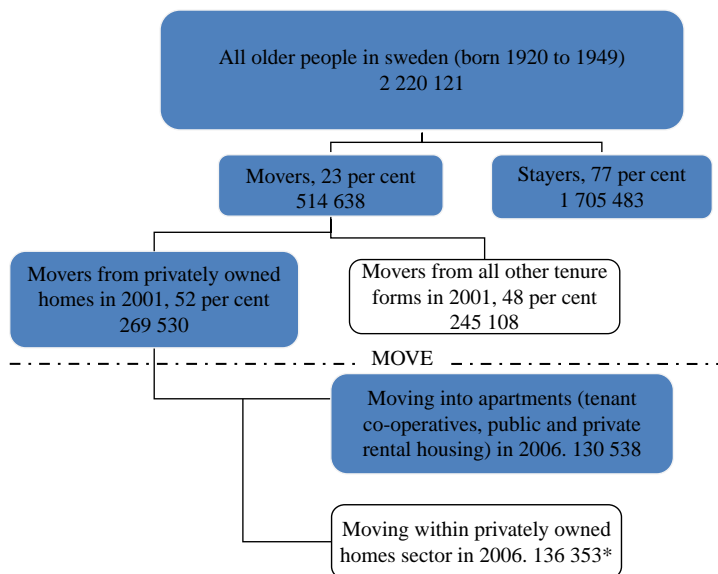 All older people in sweden (born 1920 to 1949)
2 220 121
Movers, 23 per cent
514 638
Stayers, 77 per cent
1 705 483
Movers from privately owned
homes in 2001, 52 per cent
269 530
Movers from all other tenure
forms in 2001, 48 per cent
245 108
MOVE
Moving into apartments (tenant
co-operatives, public and private
rental housing) in 2006. 130 538
Moving within privately owned
homes sector in 2006. 136 353*